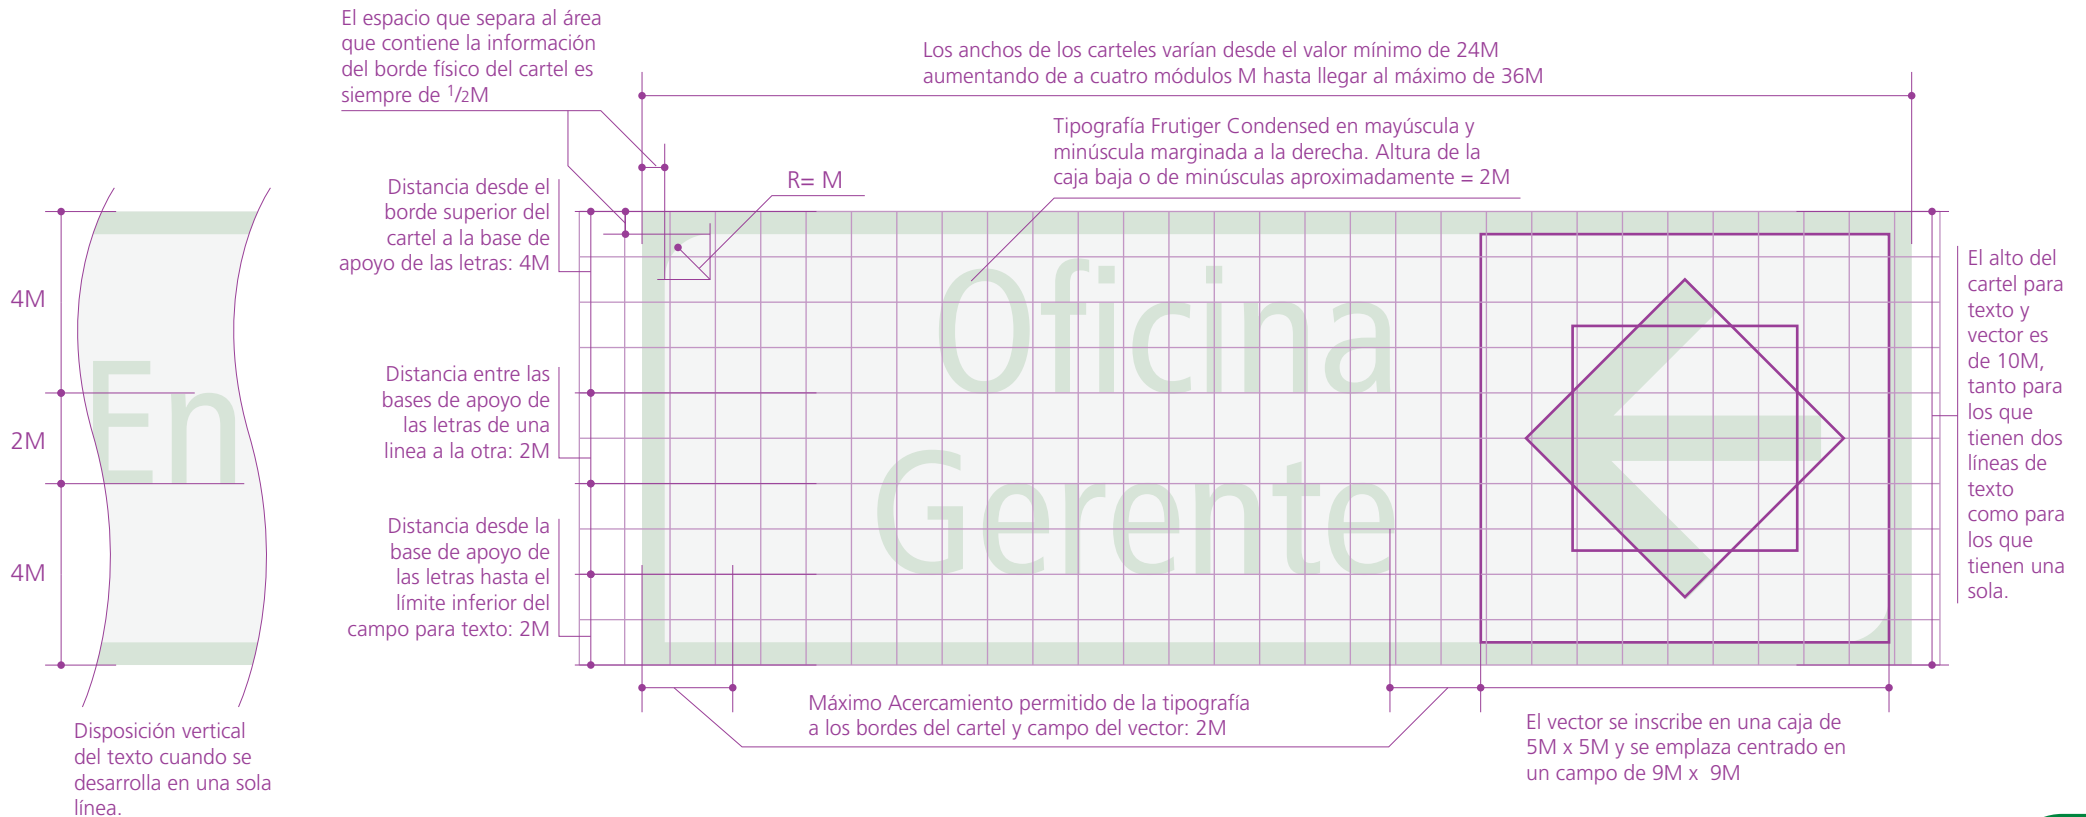 El espacio que separa al área
que contiene la información
del borde físico del cartel es
siempre de 1/2M
Los anchos de los carteles varían desde el valor mínimo de 24M
aumentando de a cuatro módulos M hasta llegar al máximo de 36M
Tipografía Frutiger Condensed en mayúscula y
minúscula marginada a la derecha. Altura de la
caja baja o de minúsculas aproximadamente = 2M
R= M
Distancia desde el
borde superior del
cartel a la base de
apoyo de las letras: 4M
Distancia entre las
bases de apoyo de
las letras de una
linea a la otra: 2M
Distancia desde la
base de apoyo de
las letras hasta el
límite inferior del
campo para texto: 2M
4M
2M
4M
En
Oficina
Gerente
El alto del
cartel para
texto y
vector es
de 10M,
tanto para
los que
tienen dos
líneas de
texto
como para
los que
tienen una
sola.
Disposición vertical
del texto cuando se
desarrolla en una sola
línea.
Máximo Acercamiento permitido de la tipografía
a los bordes del cartel y campo del vector: 2M
El vector se inscribe en una caja de
5M x 5M y se emplaza centrado en
un campo de 9M x  9M